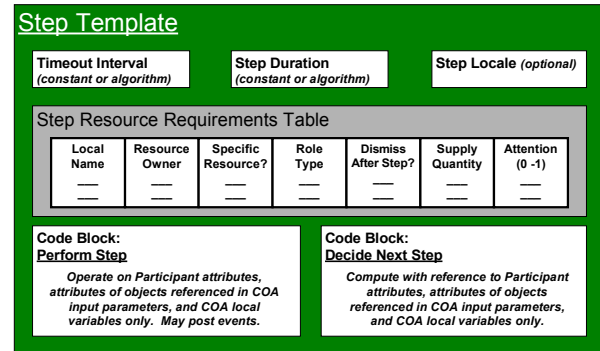 Step Template
Timeout Interval
(constant or algorithm)
Step Duration
(constant or algorithm)
Step Locale (optional)
Step Resource Requirements Table
Local Name
Resource Owner
Specific Resource?
Role Type
Dismiss After Step?
Supply Quantity
Attention (0 -1)
Code Block:
Perform Step
Operate on Participant attributes,
attributes of objects referenced in COA
input parameters, and COA local
variables only. May post events.
Code Block:
Decide Next Step
Compute with reference to Participant
attributes, attributes of objects
referenced in COA input parameters,
and COA local variables only.